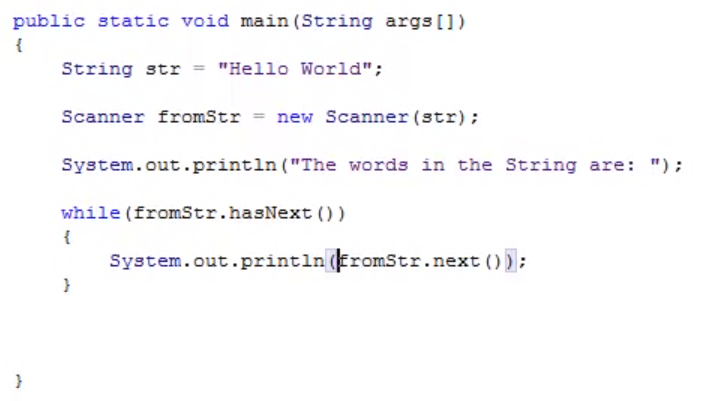 public static void main(String args[])
{
    String str = "Hello World";
    Scanner fromStr = new Scanner(str);
    System.out.println("The words in the String are: ");
    while(fromStr.hasNext())
    {
        System.out.println(fromStr.next());
    }
}